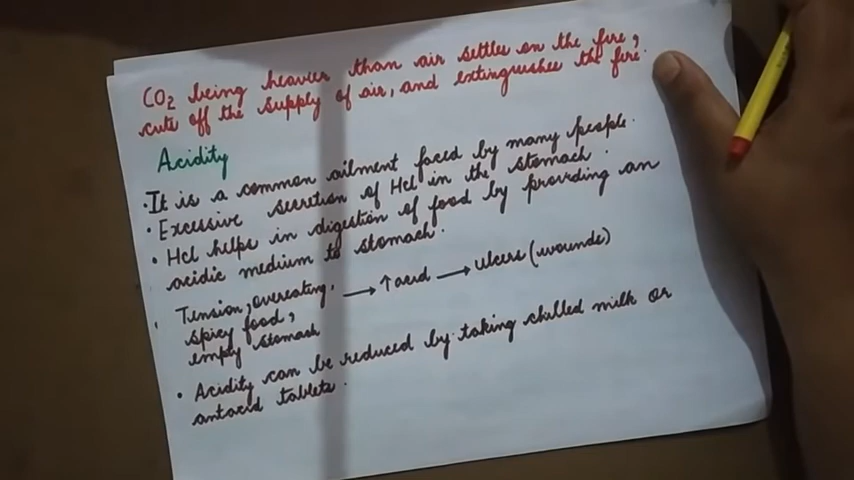 CO2 being heavier than air settles on the fire,
cuts off the supply of air, and extinguishes the fire.
Acidity
• It is a common ailment faced by many people.
• Excessive secretion of Hcl in the stomach.
• Hcl helps in digestion of food by providing an
acidic medium to stomach.
• Tension, overeating, → ↑ acid → ulcers (wounds)
spicy food,
empty stomash
• Acidity can be reduced by taking chilled milk or
antacid tablets.